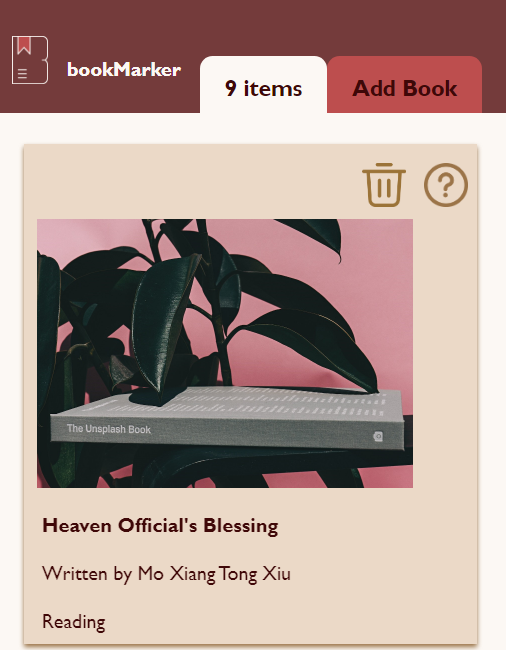 bookMarker
9 items
Add Book
The Unsplash Book
Heaven Official's Blessing
Written by Mo Xiang Tong Xiu
Reading